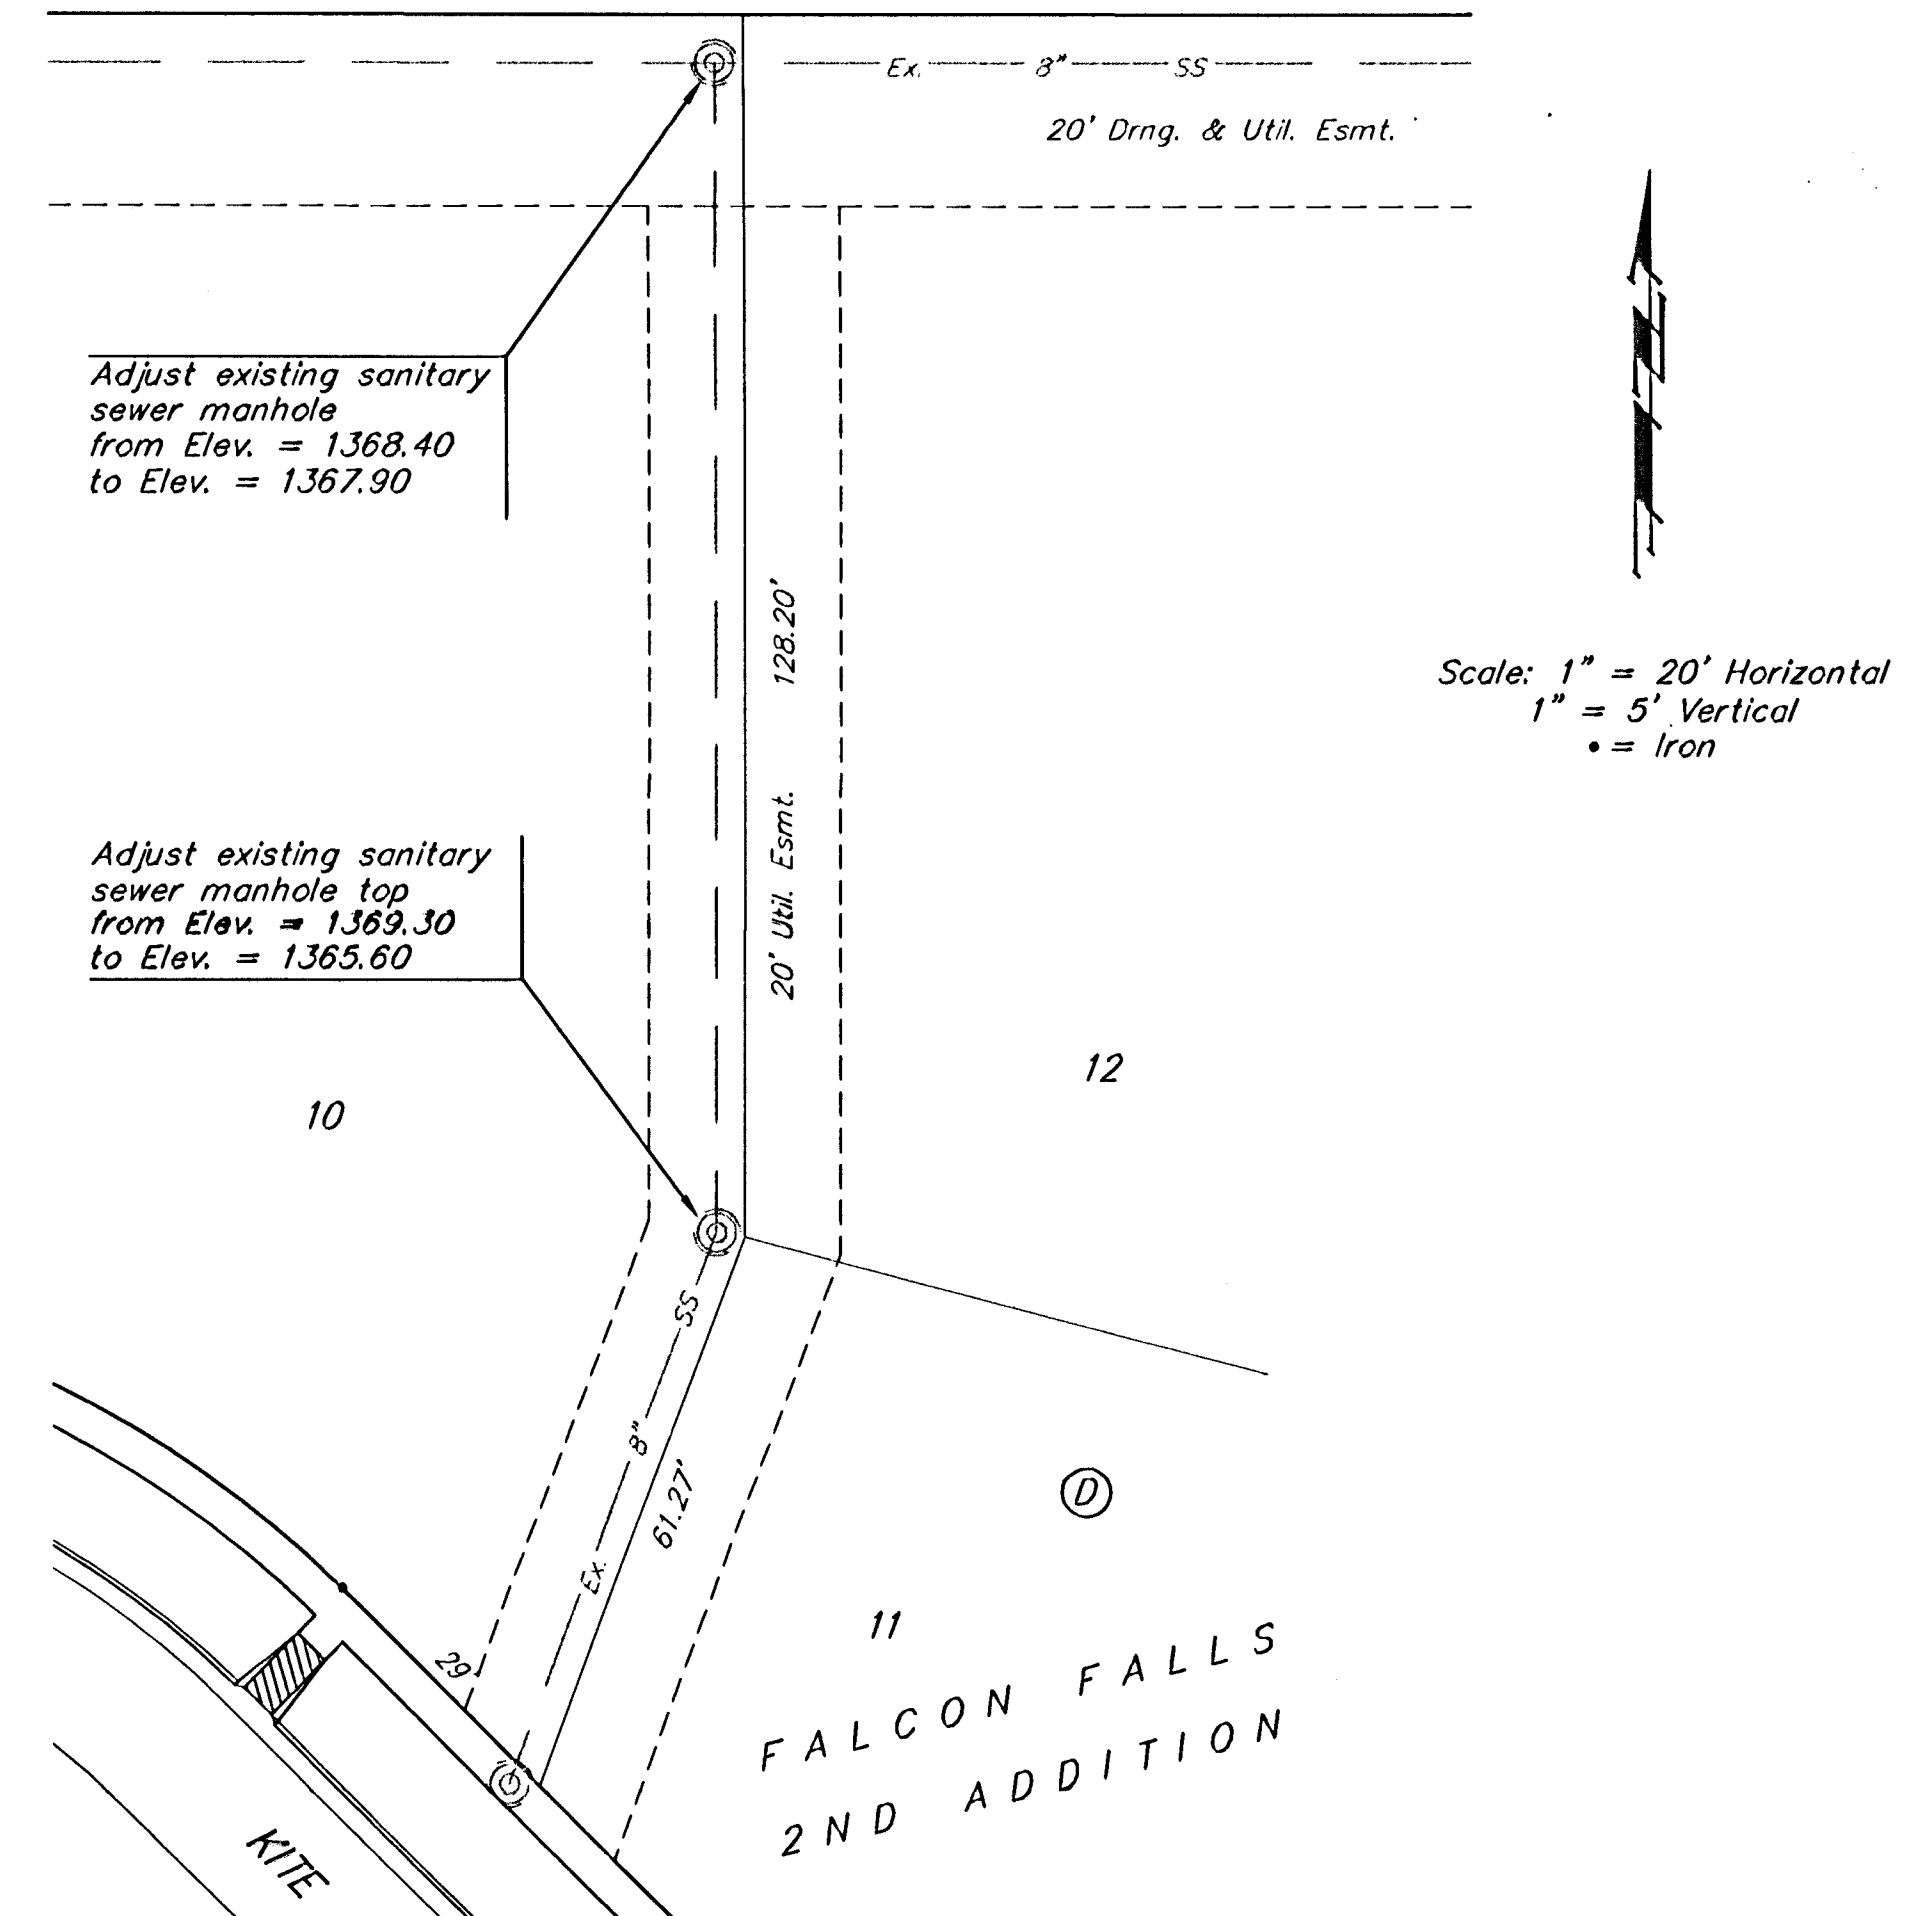 Ex. 8" SS
20' Drng. & Util. Esmt.
Adjust existing sanitary
sewer manhole
from Elev. = 1368.40
to Elev. = 1367.90
128.20'
20' Util. Esmt.
Scale: 1" = 20' Horizontal
1" = 5' Vertical
• = Iron
Adjust existing sanitary
sewer manhole top
from Elev. = 1369.30
to Elev. = 1365.60
10
12
Ex. 8" SS
61.27'
D
11
29
FALCON FALLS
2ND ADDITION
KITE